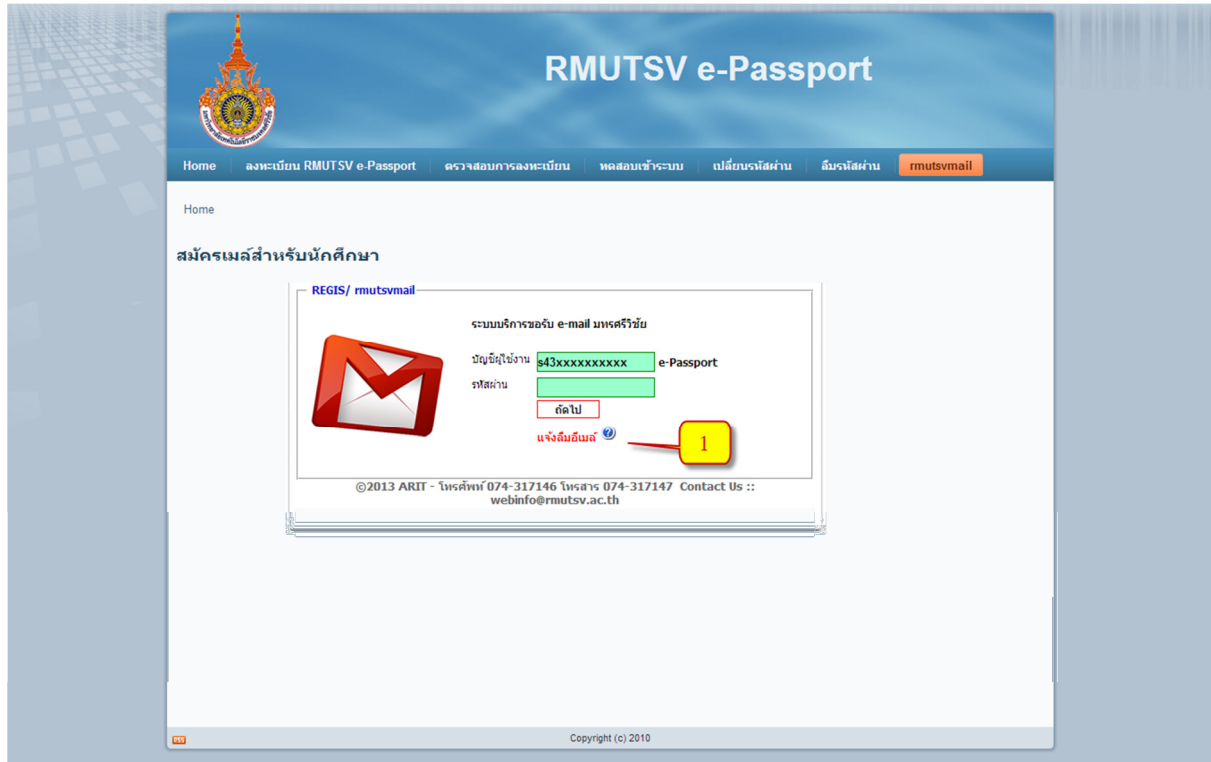 RMUTSV e-Passport
Home ลงทะเบียน RMUTSV e-Passport ตรวจสอบการลงทะเบียน ทดสอบเข้าระบบ เปลี่ยนรหัสผ่าน ลืมรหัสผ่าน rmutsvmail
Home
สมัครเมล์สำหรับนักศึกษา
REGIS/ rmutsvmail
ระบบบริการขอรับ e-mail มทรศรีวิชัย
บัญชีผู้ใช้งาน s43xxxxxxxxxx e-Passport
รหัสผ่าน
ถัดไป
แจ้งลืมอีเมล์ ?
1
©2013 ARIT - โทรศัพท์ 074-317146 โทรสาร 074-317147 Contact Us ::
webinfo@rmutsv.ac.th
RSS
Copyright (c) 2010